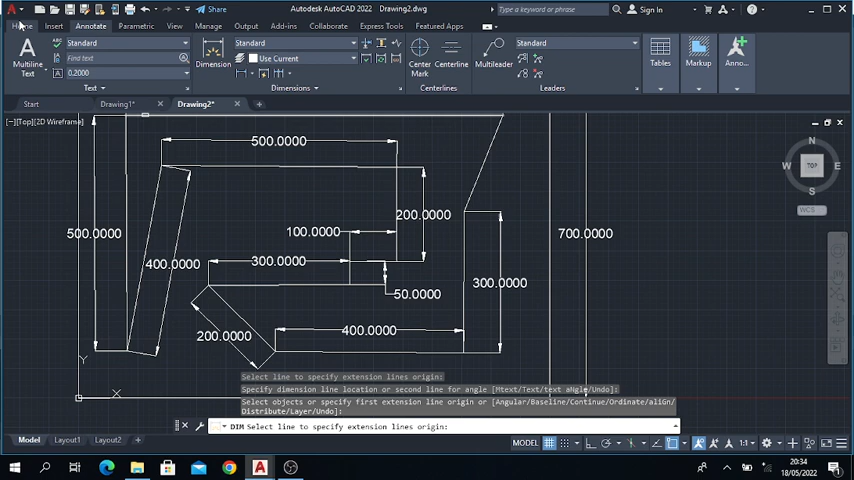 Share
Autodesk AutoCAD 2022 Drawing2.dwg
Type a keyword or phrase
Sign In
Home Insert Annotate Parametric View Manage Output Add-ins Collaborate Express Tools Featured Apps
Multiline
Text
Standard
Find text
0.2000
Text
Dimension
Standard
Use Current
Dimensions
Center
Mark
Centerline
Centerlines
Multileader
Standard
Leaders
Tables
Markup
Anno...
Start Drawing1* Drawing2*
[−][Top][2D Wireframe]
N
W TOP E
S
WCS
500.0000
500.0000
400.0000
200.0000
100.0000
300.0000
50.0000
200.0000
400.0000
300.0000
700.0000
Y
X
Select line to specify extension lines origin:
Specify dimension line location or second line for angle [Mtext/Text/text aNgle/Undo]:
Select objects or specify first extension line origin or [Angular/Baseline/Continue/Ordinate/aliGn/
Distribute/Layer/Undo]:
DIM Select line to specify extension lines origin:
Model Layout1 Layout2
MODEL
1:1
20:34
18/05/2022